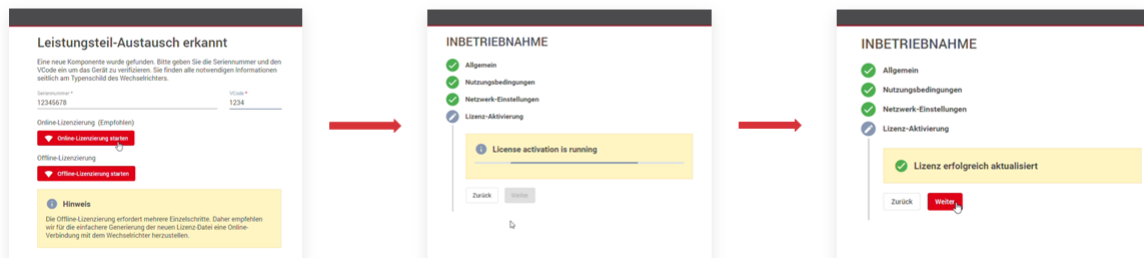 Leistungsteil-Austausch erkannt
Eine neue Komponente wurde gefunden. Bitte geben Sie die Seriennummer und den
VCode ein um das Gerät zu verifizieren. Sie finden alle notwendigen Informationen
seitlich am Typenschild des Wechselrichters.
Seriennummer * VCode *
12345678 1234
Online-Lizenzierung (Empfohlen)
Online-Lizenzierung starten
Offline-Lizenzierung
Offline-Lizenzierung starten
Hinweis
Die Offline-Lizenzierung erfordert mehrere Einzelschritte. Daher empfehlen
wir für die einfachere Generierung der neuen Lizenz-Datei eine Online-
Verbindung mit dem Wechselrichter herzustellen.
INBETRIEBNAHME
Allgemein
Nutzungsbedingungen
Netzwerk-Einstellungen
Lizenz-Aktivierung
License activation is running
Zurück Weiter
INBETRIEBNAHME
Allgemein
Nutzungsbedingungen
Netzwerk-Einstellungen
Lizenz-Aktivierung
Lizenz erfolgreich aktualisiert
Zurück Weiter